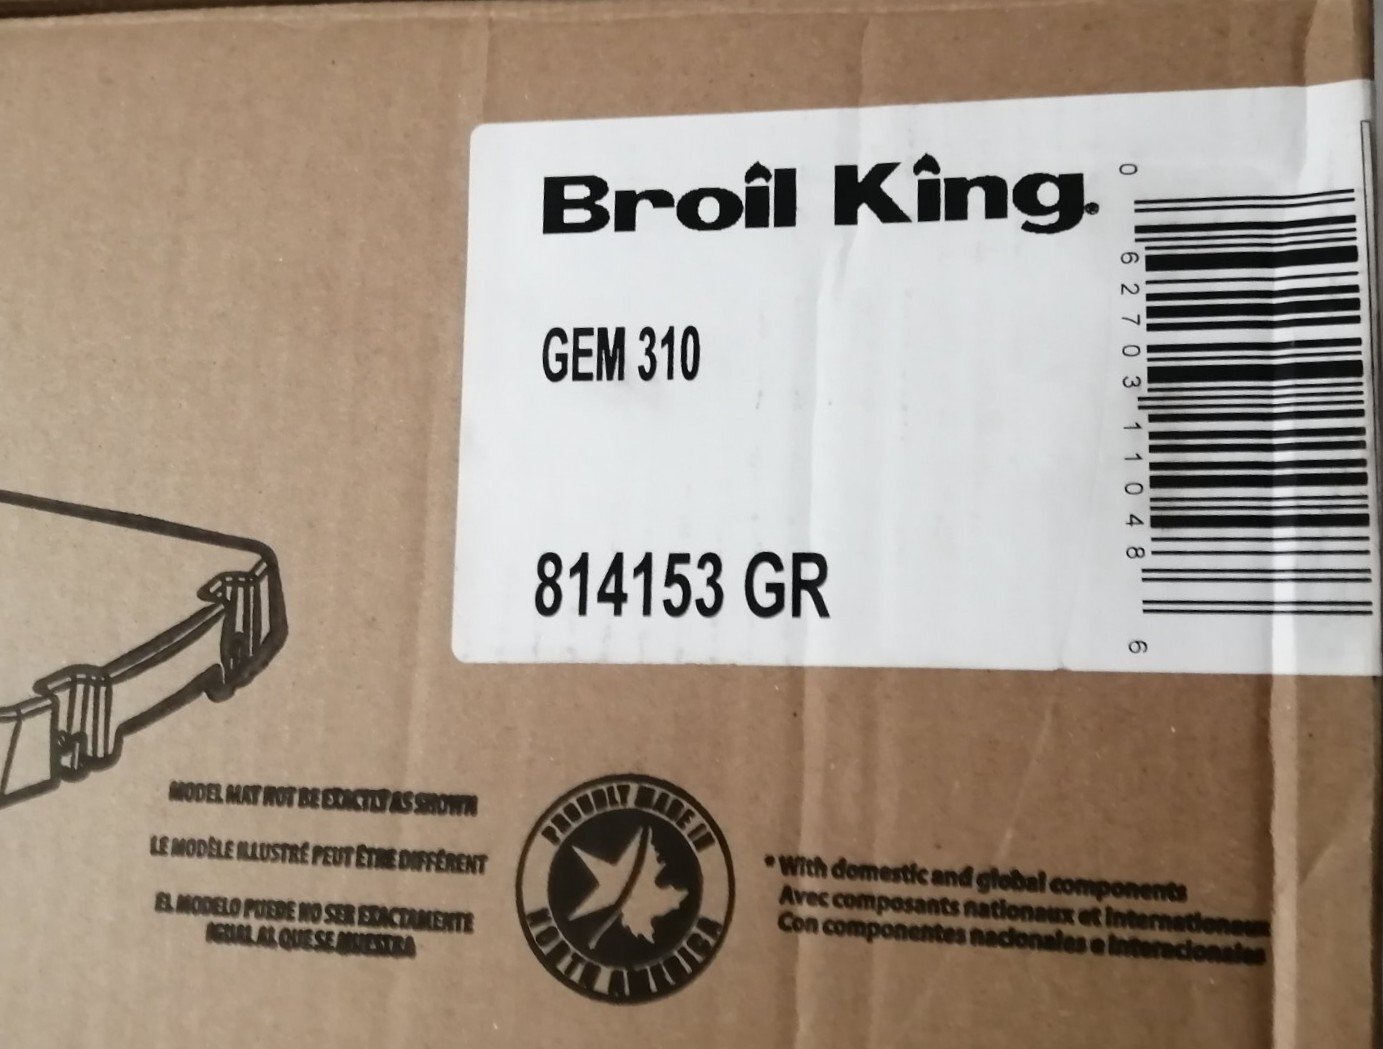 Broil King®
GEM 310
814153 GR
0 62703 11048 6
MODEL MAY NOT BE EXACTLY AS SHOWN
LE MODÈLE ILLUSTRÉ PEUT ÊTRE DIFFÉRENT
EL MODELO PUEDE NO SER EXACTAMENTE
IGUAL AL QUE SE MUESTRA
PROUDLY MADE IN
NORTH AMERICA
* With domestic and global components
Avec composants nationaux et internationaux
Con componentes nacionales e interacionales